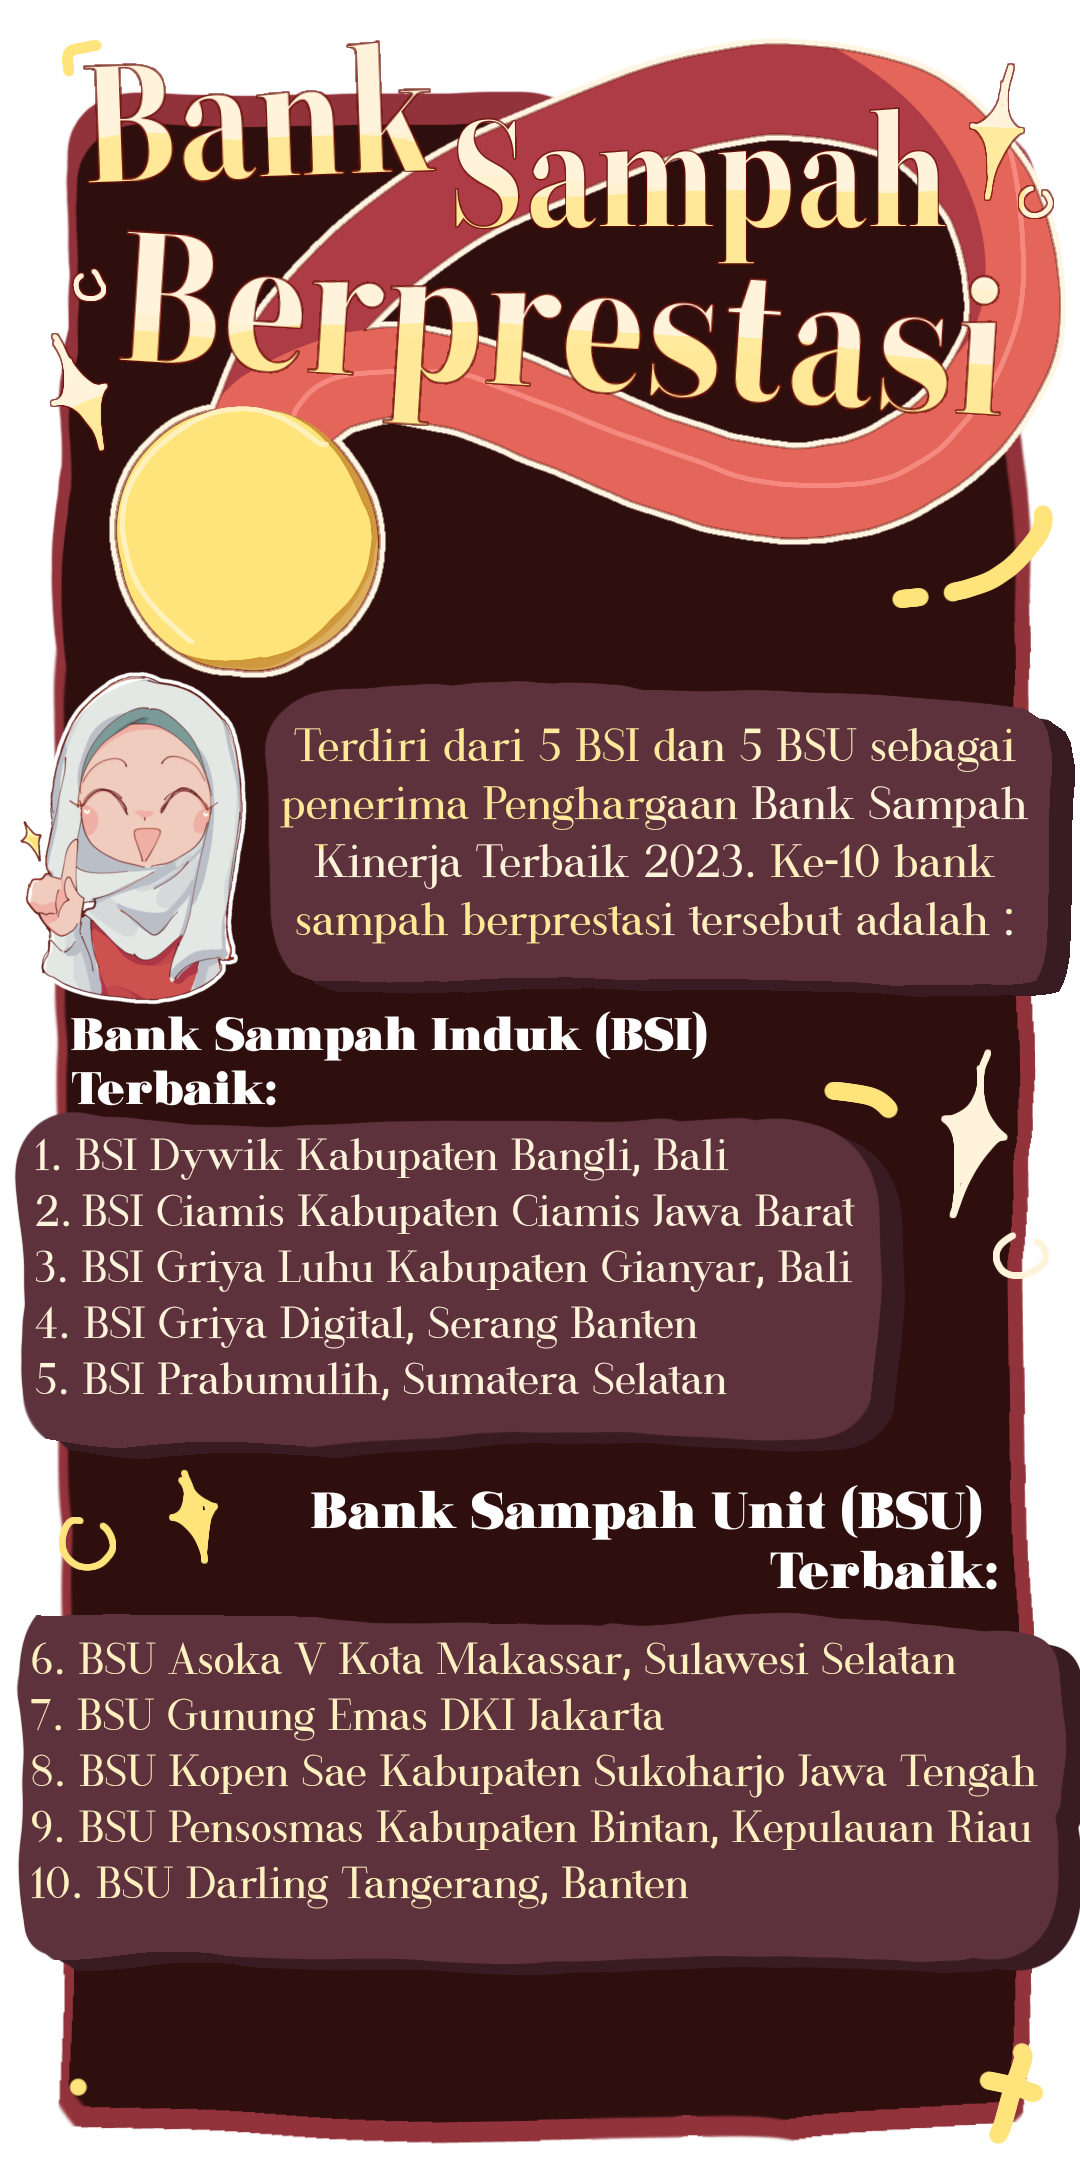 Bank Sampah
Berprestasi
Terdiri dari 5 BSI dan 5 BSU sebagai
penerima Penghargaan Bank Sampah
Kinerja Terbaik 2023. Ke-10 bank
sampah berprestasi tersebut adalah :
Bank Sampah Induk (BSI)
Terbaik:
1. BSI Dywik Kabupaten Bangli, Bali
2. BSI Ciamis Kabupaten Ciamis Jawa Barat
3. BSI Griya Luhu Kabupaten Gianyar, Bali
4. BSI Griya Digital, Serang Banten
5. BSI Prabumulih, Sumatera Selatan
Bank Sampah Unit (BSU)
Terbaik:
6. BSU Asoka V Kota Makassar, Sulawesi Selatan
7. BSU Gunung Emas DKI Jakarta
8. BSU Kopen Sae Kabupaten Sukoharjo Jawa Tengah
9. BSU Pensosmas Kabupaten Bintan, Kepulauan Riau
10. BSU Darling Tangerang, Banten